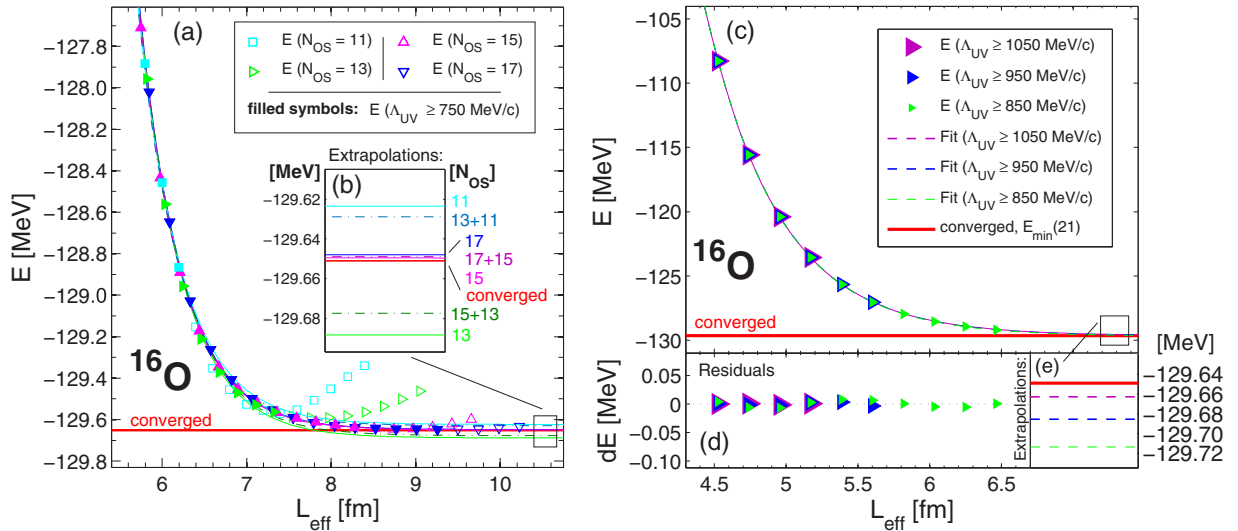 (a)
E (N_OS = 11)
E (N_OS = 15)
E (N_OS = 13)
E (N_OS = 17)
filled symbols: E (Λ_UV ≥ 750 MeV/c)
−127.6
−127.8
−128.0
−128.2
−128.4
−128.6
−128.8
−129.0
−129.2
−129.4
−129.6
−129.8
E [MeV]
Extrapolations:
[MeV]
(b)
[N_OS]
−129.62
−129.64
−129.66
−129.68
11
13+11
17
17+15
15
converged
15+13
13
¹⁶O
converged
6
7
8
9
10
L_eff [fm]
(c)
E (Λ_UV ≥ 1050 MeV/c)
E (Λ_UV ≥ 950 MeV/c)
E (Λ_UV ≥ 850 MeV/c)
Fit (Λ_UV ≥ 1050 MeV/c)
Fit (Λ_UV ≥ 950 MeV/c)
Fit (Λ_UV ≥ 850 MeV/c)
converged, E_min(21)
−105
−110
−115
−120
−125
−130
E [MeV]
¹⁶O
converged
Residuals
(d)
0.05
0
−0.05
−0.10
dE [MeV]
(e)
Extrapolations:
[MeV]
−129.64
−129.66
−129.68
−129.70
−129.72
4.5
5.0
5.5
6.0
6.5
L_eff [fm]